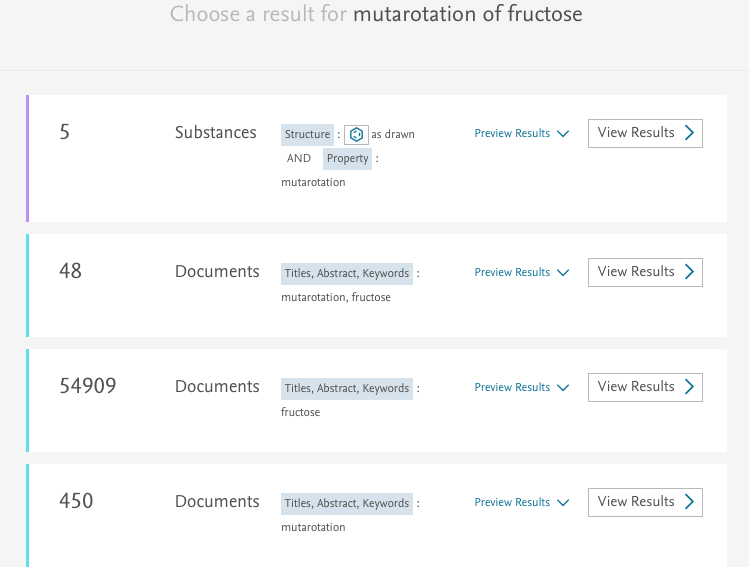 Choose a result for mutarotation of fructose
5 Substances Structure : as drawn Preview Results View Results
AND Property :
mutarotation
48 Documents Titles, Abstract, Keywords : Preview Results View Results
mutarotation, fructose
54909 Documents Titles, Abstract, Keywords : Preview Results View Results
fructose
450 Documents Titles, Abstract, Keywords : Preview Results View Results
mutarotation